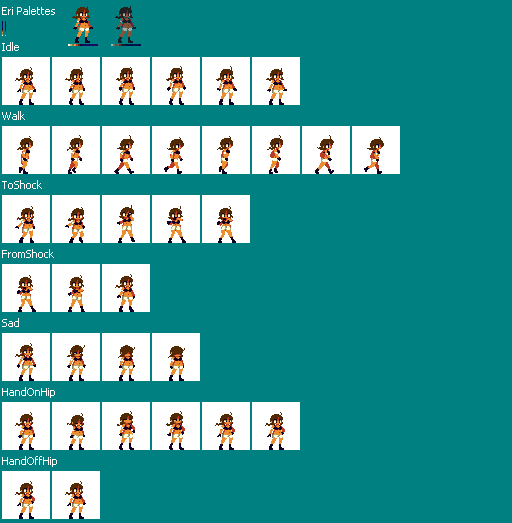 Eri Palettes
Idle
Walk
ToShock
FromShock
Sad
HandOnHip
HandOffHip